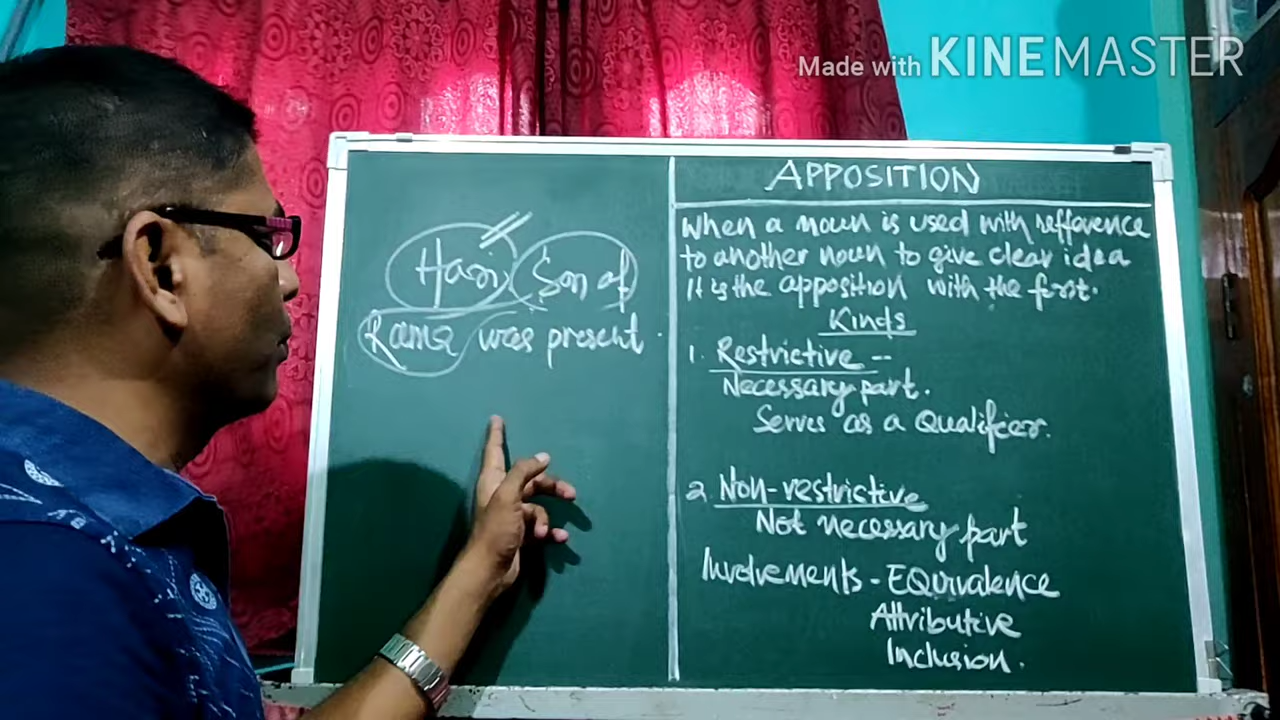 Made with KINEMASTER
Hari, Son of
Rama was present.
APPOSITION
When a noun is used with refference
to another noun to give clear idea
It is the apposition with the first.
Kinds
1. Restrictive --
Necessary part.
Serves as a Qualifier.
2. Non-restrictive
Not necessary part
Involvements - EQuivalence
Attributive
Inclusion.